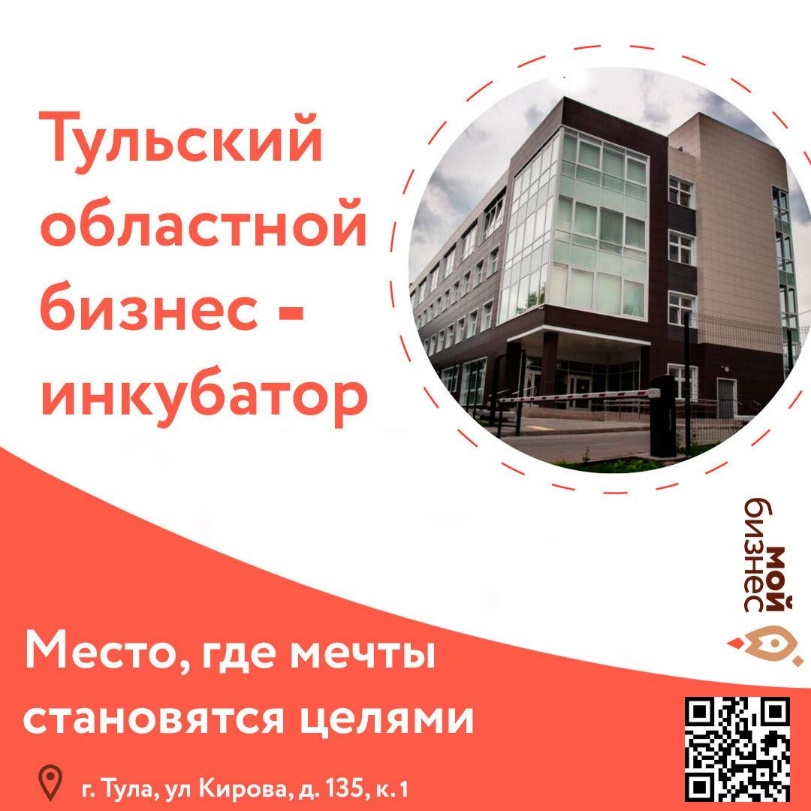 Тульский
областной
бизнес -
инкубатор
мой
бизнес
Место, где мечты
становятся целями
г. Тула, ул Кирова, д. 135, к. 1